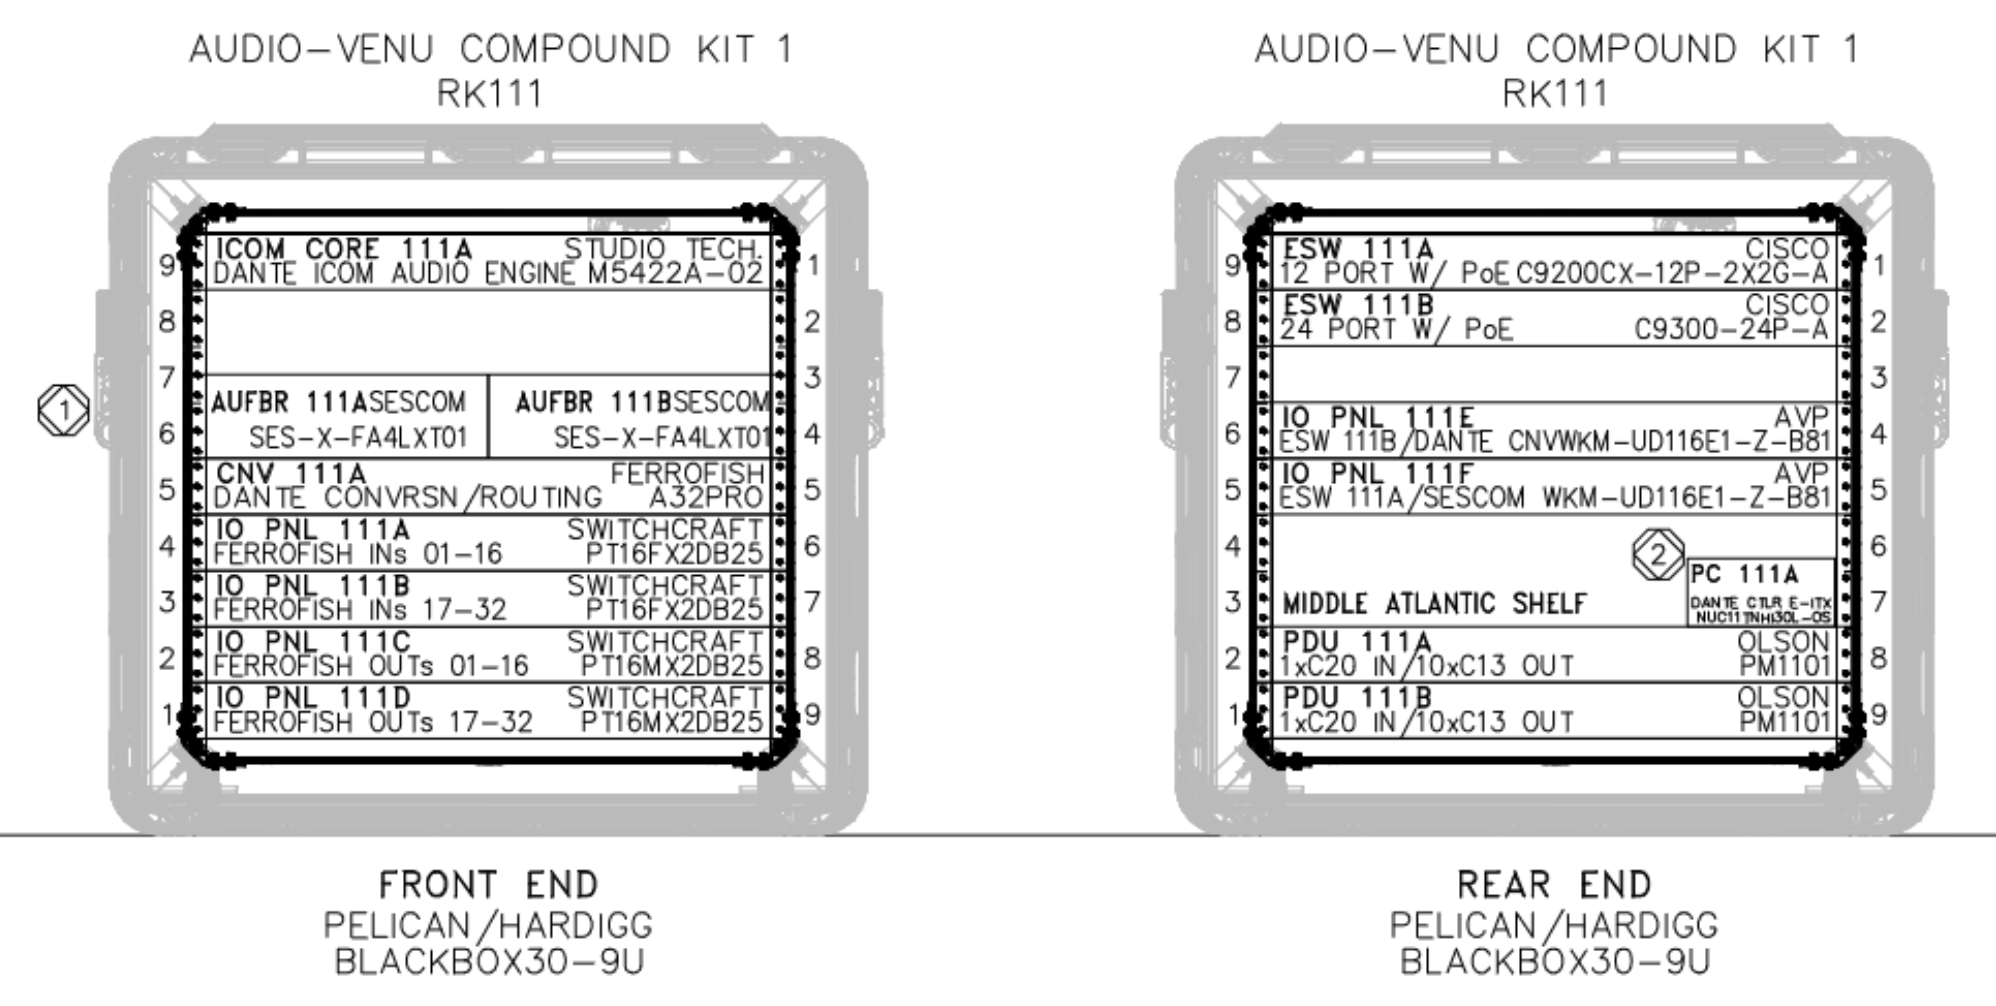 AUDIO-VENU COMPOUND KIT 1
RK111
9 ICOM CORE 111A STUDIO TECH. 1
DANTE ICOM AUDIO ENGINE M5422A-02
8 2
7 3
1
AUFBR 111A SESCOM AUFBR 111B SESCOM
SES-X-FA4LXT01 SES-X-FA4LXT01
6 4
CNV 111A FERROFISH
5 DANTE CONVRSN/ROUTING A32PRO 5
IO PNL 111A SWITCHCRAFT
4 FERROFISH INs 01-16 PT16FX2DB25 6
IO PNL 111B SWITCHCRAFT
3 FERROFISH INs 17-32 PT16FX2DB25 7
IO PNL 111C SWITCHCRAFT
2 FERROFISH OUTs 01-16 PT16MX2DB25 8
IO PNL 111D SWITCHCRAFT
1 FERROFISH OUTs 17-32 PT16MX2DB25 9
FRONT END
PELICAN/HARDIGG
BLACKBOX30-9U
AUDIO-VENU COMPOUND KIT 1
RK111
ESW 111A CISCO
9 12 PORT W/ PoE C9200CX-12P-2X2G-A 1
ESW 111B CISCO
8 24 PORT W/ PoE C9300-24P-A 2
7 3
IO PNL 111E AVP
6 ESW 111B/DANTE CNV WKM-UD116E1-Z-B81 4
IO PNL 111F AVP
5 ESW 111A/SESCOM WKM-UD116E1-Z-B81 5
4 6
2
PC 111A
3 MIDDLE ATLANTIC SHELF DANTE CTLR E-ITX 7
NUC11TNHI30L-OS
PDU 111A OLSON
2 1xC20 IN/10xC13 OUT PM1101 8
PDU 111B OLSON
1 1xC20 IN/10xC13 OUT PM1101 9
REAR END
PELICAN/HARDIGG
BLACKBOX30-9U